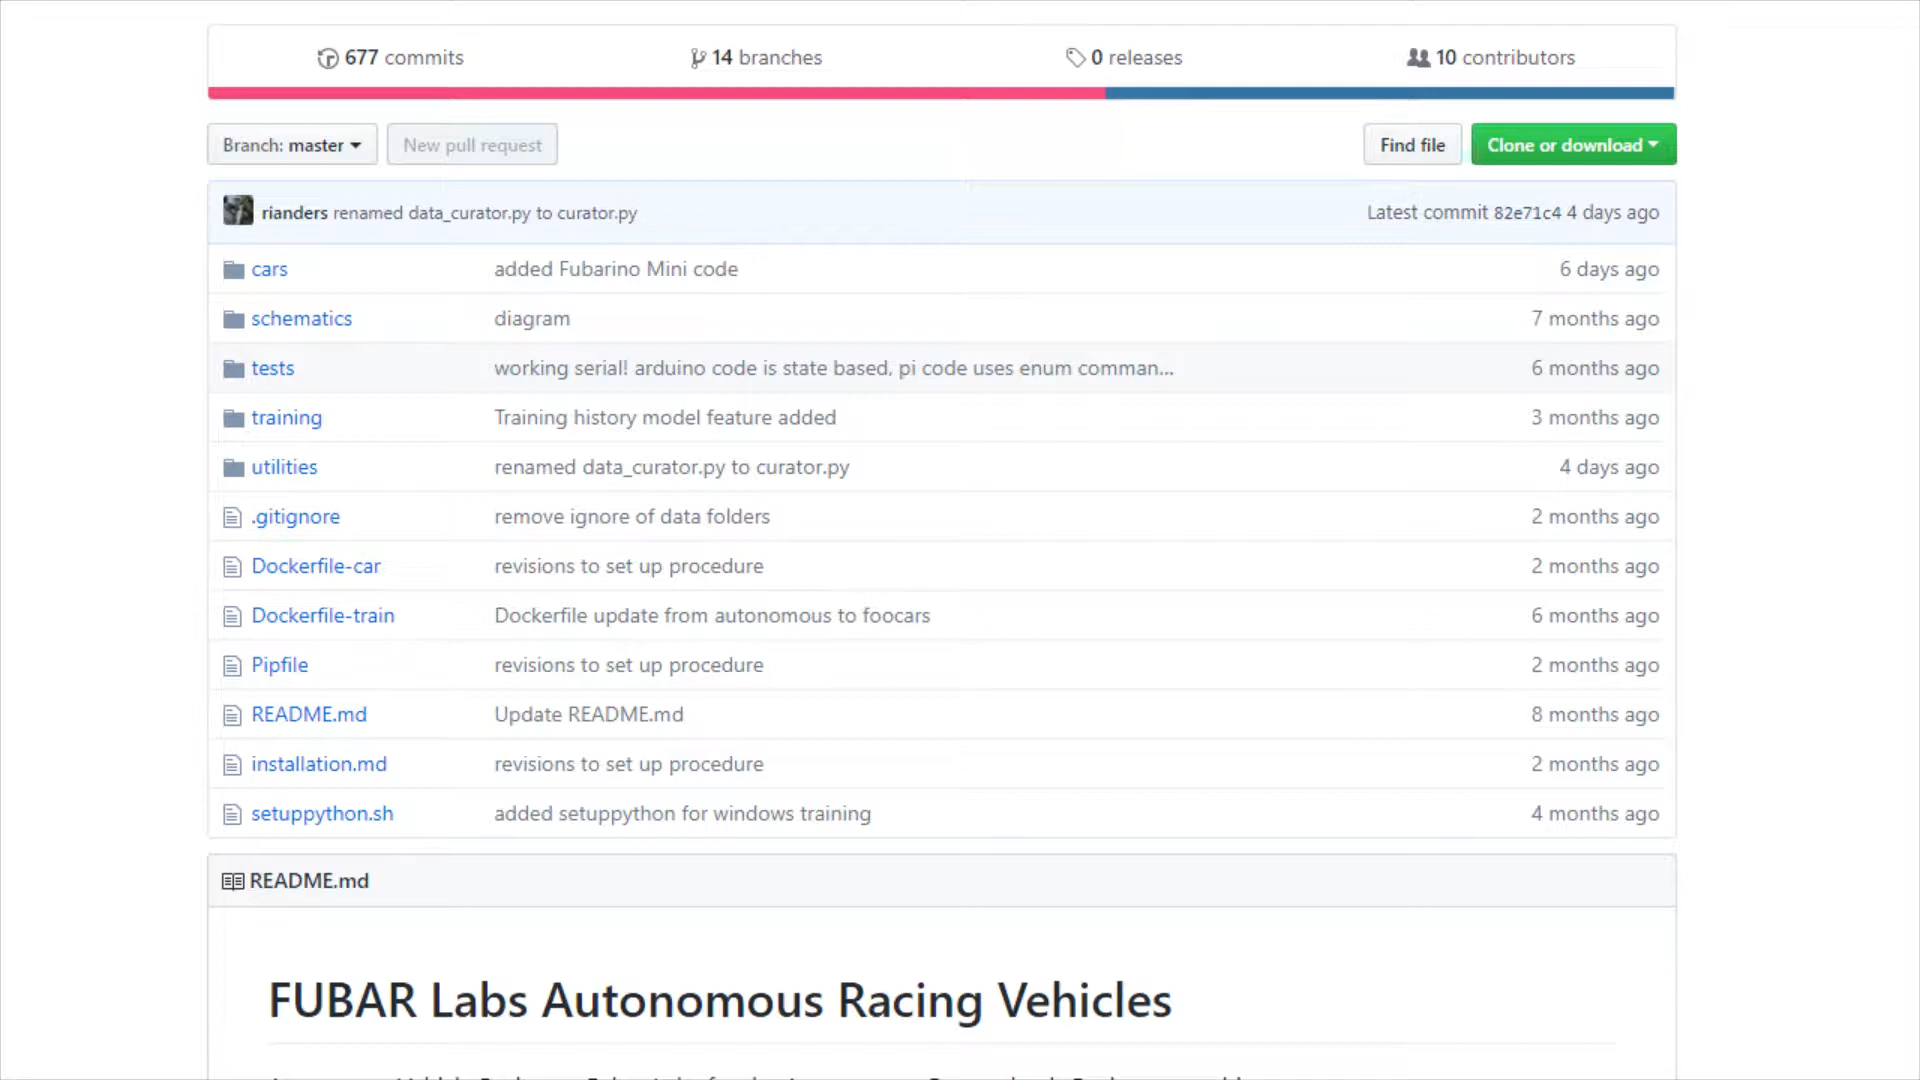 677 commits 14 branches 0 releases 10 contributors
Branch: master New pull request Find file Clone or download
rianders renamed data_curator.py to curator.py Latest commit 82e71c4 4 days ago
cars added Fubarino Mini code 6 days ago
schematics diagram 7 months ago
tests working serial! arduino code is state based, pi code uses enum comman... 6 months ago
training Training history model feature added 3 months ago
utilities renamed data_curator.py to curator.py 4 days ago
.gitignore remove ignore of data folders 2 months ago
Dockerfile-car revisions to set up procedure 2 months ago
Dockerfile-train Dockerfile update from autonomous to foocars 6 months ago
Pipfile revisions to set up procedure 2 months ago
README.md Update README.md 8 months ago
installation.md revisions to set up procedure 2 months ago
setuppython.sh added setuppython for windows training 4 months ago
README.md
FUBAR Labs Autonomous Racing Vehicles